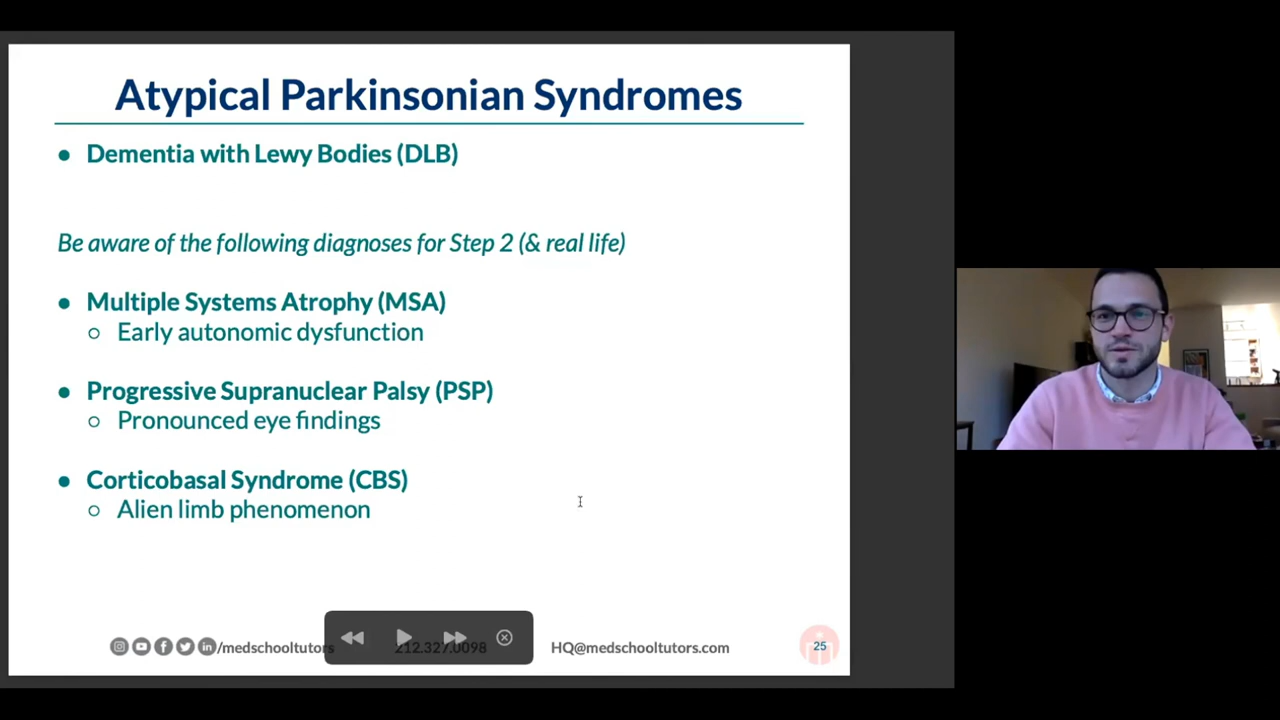 Atypical Parkinsonian Syndromes
● Dementia with Lewy Bodies (DLB)
Be aware of the following diagnoses for Step 2 (& real life)
● Multiple Systems Atrophy (MSA)
○ Early autonomic dysfunction
● Progressive Supranuclear Palsy (PSP)
○ Pronounced eye findings
● Corticobasal Syndrome (CBS)
○ Alien limb phenomenon
/medschooltutors 212.327.0098 HQ@medschooltutors.com 25